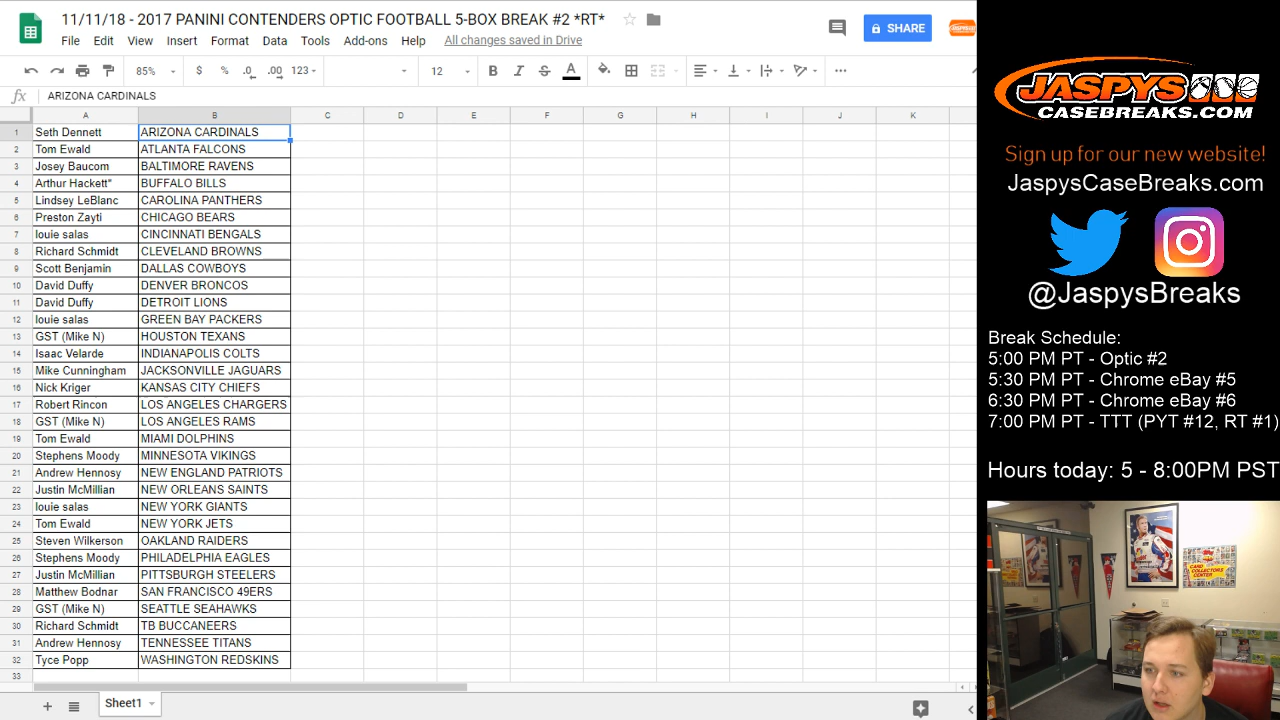 11/11/18 - 2017 PANINI CONTENDERS OPTIC FOOTBALL 5-BOX BREAK #2 *RT*
File Edit View Insert Format Data Tools Add-ons Help All changes saved in Drive
SHARE
85% $ % .0 .00 123 12 B I S A
fx ARIZONA CARDINALS
A B C D E F G H I J K
1 Seth Dennett ARIZONA CARDINALS
2 Tom Ewald ATLANTA FALCONS
3 Josey Baucom BALTIMORE RAVENS
4 Arthur Hackett" BUFFALO BILLS
5 Lindsey LeBlanc CAROLINA PANTHERS
6 Preston Zayti CHICAGO BEARS
7 louie salas CINCINNATI BENGALS
8 Richard Schmidt CLEVELAND BROWNS
9 Scott Benjamin DALLAS COWBOYS
10 David Duffy DENVER BRONCOS
11 David Duffy DETROIT LIONS
12 louie salas GREEN BAY PACKERS
13 GST (Mike N) HOUSTON TEXANS
14 Isaac Velarde INDIANAPOLIS COLTS
15 Mike Cunningham JACKSONVILLE JAGUARS
16 Nick Kriger KANSAS CITY CHIEFS
17 Robert Rincon LOS ANGELES CHARGERS
18 GST (Mike N) LOS ANGELES RAMS
19 Tom Ewald MIAMI DOLPHINS
20 Stephens Moody MINNESOTA VIKINGS
21 Andrew Hennosy NEW ENGLAND PATRIOTS
22 Justin McMillian NEW ORLEANS SAINTS
23 louie salas NEW YORK GIANTS
24 Tom Ewald NEW YORK JETS
25 Steven Wilkerson OAKLAND RAIDERS
26 Stephens Moody PHILADELPHIA EAGLES
27 Justin McMillian PITTSBURGH STEELERS
28 Matthew Bodnar SAN FRANCISCO 49ERS
29 GST (Mike N) SEATTLE SEAHAWKS
30 Richard Schmidt TB BUCCANEERS
31 Andrew Hennosy TENNESSEE TITANS
32 Tyce Popp WASHINGTON REDSKINS
33
Sheet1
JASPYS
CASEBREAKS.COM
Sign up for our new website!
JaspysCaseBreaks.com
@JaspysBreaks
Break Schedule:
5:00 PM PT - Optic #2
5:30 PM PT - Chrome eBay #5
6:30 PM PT - Chrome eBay #6
7:00 PM PT - TTT (PYT #12, RT #1)
Hours today: 5 - 8:00PM PST
CARD
COLLECTORS
CENTER